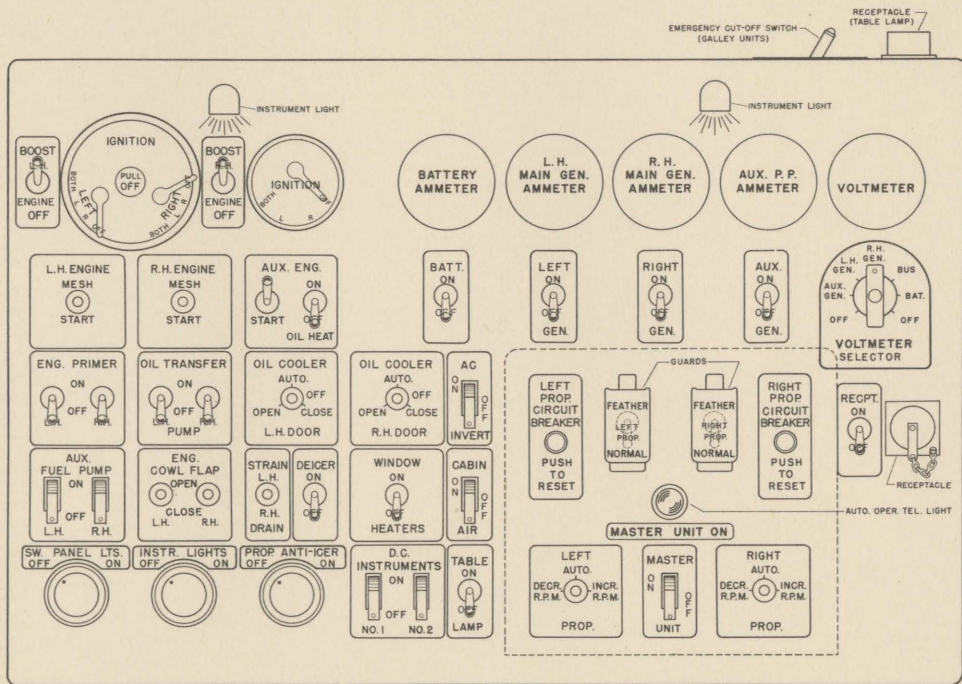 EMERGENCY CUT-OFF SWITCH
(GALLEY UNITS)
RECEPTACLE
(TABLE LAMP)
INSTRUMENT LIGHT
INSTRUMENT LIGHT
BOOST
L.H.
ENGINE
OFF
IGNITION
PULL
OFF
BOTH
L
R
OFF
LEFT
OFF
R
L
BOTH
RIGHT
BOOST
R.H.
ENGINE
OFF
IGNITION
BOTH
L
R
OFF
BATTERY
AMMETER
L.H.
MAIN GEN.
AMMETER
R.H.
MAIN GEN.
AMMETER
AUX. P.P.
AMMETER
VOLTMETER
L.H. ENGINE
MESH
START
R.H. ENGINE
MESH
START
AUX. ENG.
ON
START
OFF
OIL HEAT
BATT.
ON
OFF
LEFT
ON
OFF
GEN.
RIGHT
ON
OFF
GEN.
AUX.
ON
OFF
GEN.
R.H.
GEN.
L.H.
GEN.
BUS
AUX.
GEN.
BAT.
OFF
OFF
VOLTMETER
SELECTOR
ENG. PRIMER
ON
OFF
L.H.
R.H.
OIL TRANSFER
ON
OFF
L.H.
R.H.
PUMP
OIL COOLER
AUTO.
OFF
OPEN
CLOSE
L.H. DOOR
OIL COOLER
AUTO.
OFF
OPEN
CLOSE
R.H. DOOR
AC
ON
OFF
INVERT
LEFT
PROP.
CIRCUIT
BREAKER
PUSH
TO
RESET
GUARDS
FEATHER
LEFT
PROP.
NORMAL
FEATHER
RIGHT
PROP.
NORMAL
RIGHT
PROP.
CIRCUIT
BREAKER
PUSH
TO
RESET
RECPT.
ON
OFF
RECEPTACLE
AUX.
FUEL PUMP
ON
OFF
L.H.
R.H.
ENG.
COWL FLAP
OPEN
CLOSE
L.H.
R.H.
STRAIN
L.H.
R.H.
DRAIN
DEICER
ON
OFF
WINDOW
ON
OFF
HEATERS
CABIN
ON
OFF
AIR
AUTO. OPER. TEL. LIGHT
MASTER UNIT ON
SW. PANEL LTS.
OFF
ON
INSTR. LIGHTS
OFF
ON
PROP. ANTI-ICER
OFF
ON
D.C.
INSTRUMENTS
ON
OFF
NO. 1
NO. 2
TABLE
ON
OFF
LAMP
LEFT
AUTO.
DECR.
R.P.M.
INCR.
R.P.M.
PROP.
MASTER
ON
OFF
UNIT
RIGHT
AUTO.
DECR.
R.P.M.
INCR.
R.P.M.
PROP.